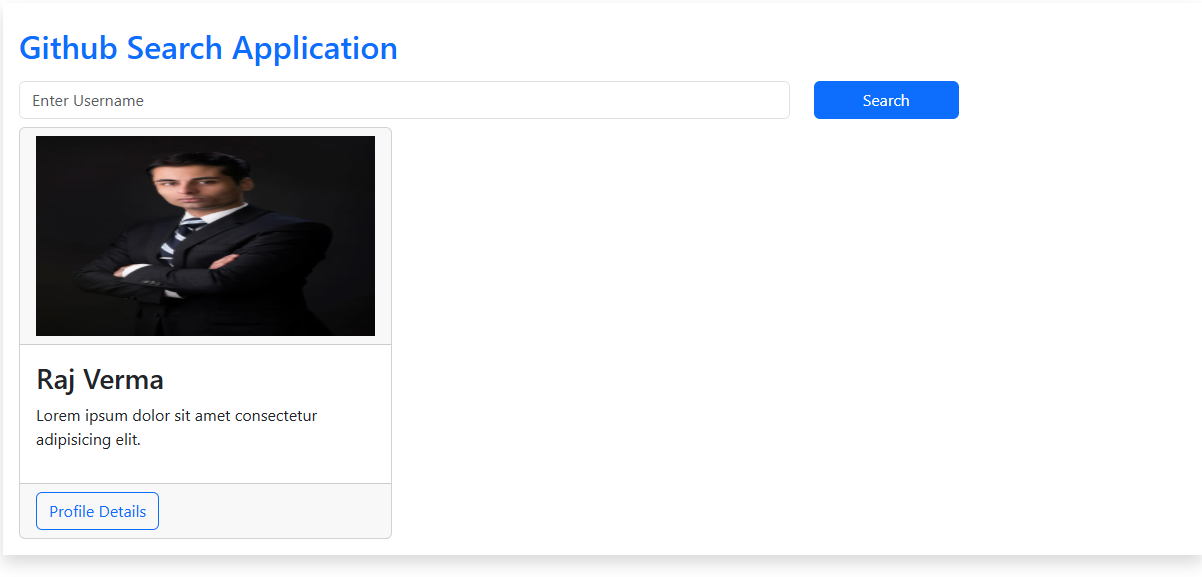 Github Search Application
Enter Username
Search
Raj Verma
Lorem ipsum dolor sit amet consectetur
adipisicing elit.
Profile Details